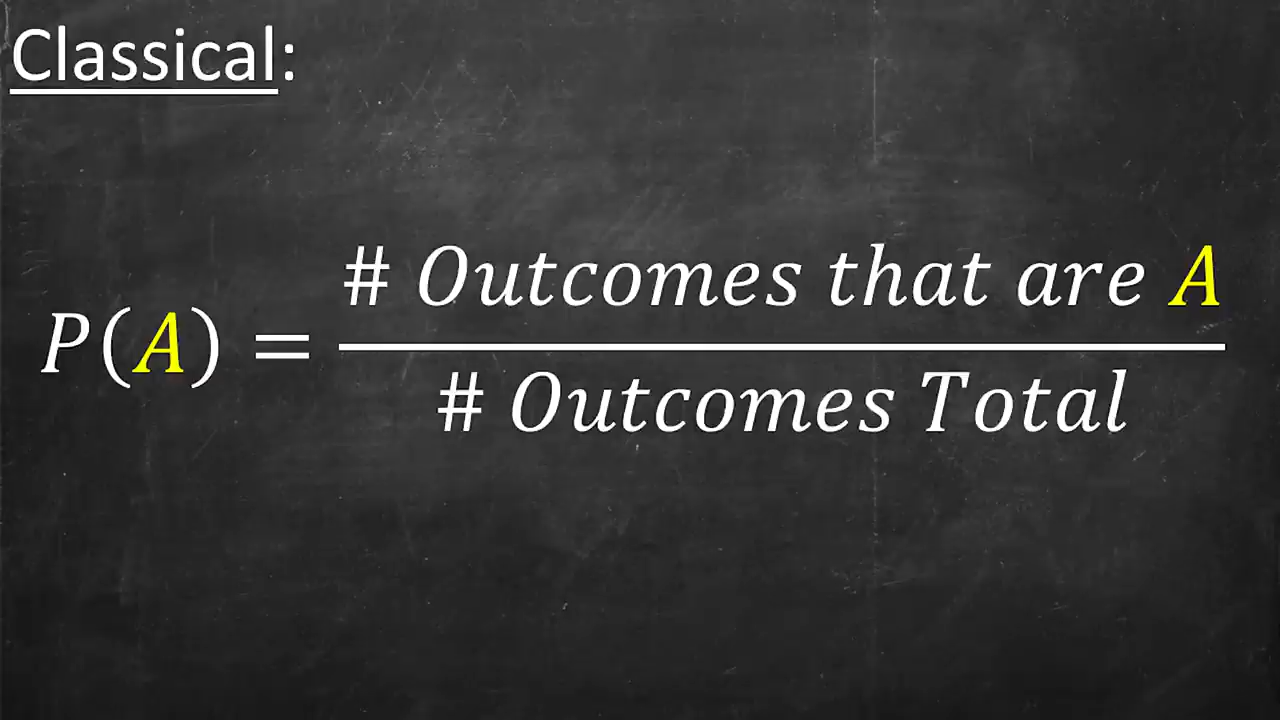 Classical:
# Outcomes that are A
P(A) =
# Outcomes Total